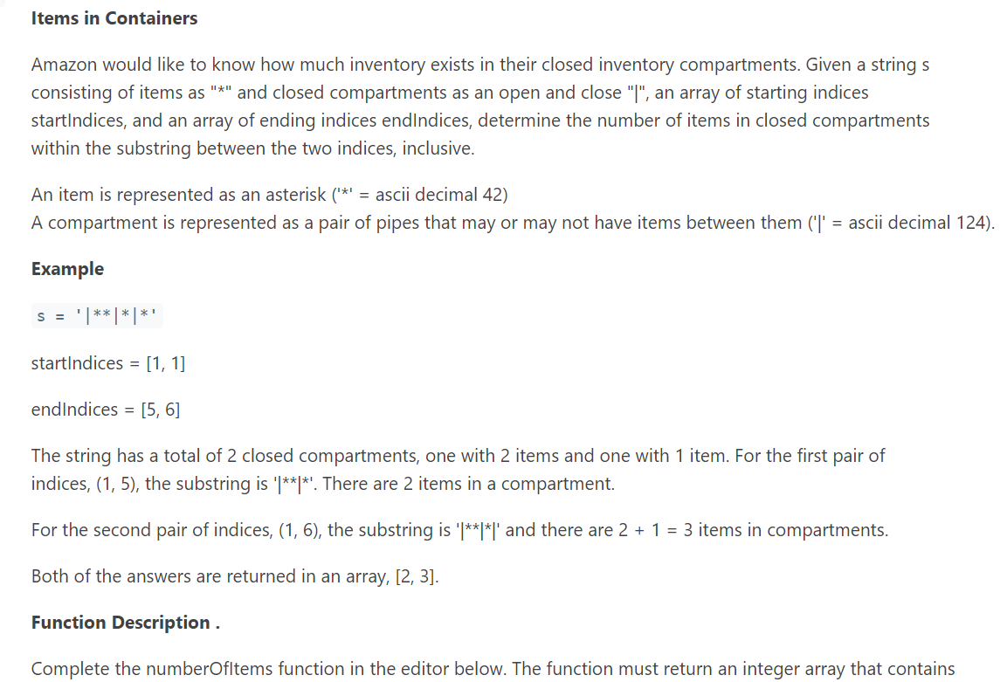 Items in Containers
Amazon would like to know how much inventory exists in their closed inventory compartments. Given a string s
consisting of items as "*" and closed compartments as an open and close "|", an array of starting indices
startIndices, and an array of ending indices endIndices, determine the number of items in closed compartments
within the substring between the two indices, inclusive.
An item is represented as an asterisk ('*' = ascii decimal 42)
A compartment is represented as a pair of pipes that may or may not have items between them ('|' = ascii decimal 124).
Example
s = '|**|*|*'
startIndices = [1, 1]
endIndices = [5, 6]
The string has a total of 2 closed compartments, one with 2 items and one with 1 item. For the first pair of
indices, (1, 5), the substring is '|**|*'. There are 2 items in a compartment.
For the second pair of indices, (1, 6), the substring is '|**|*|' and there are 2 + 1 = 3 items in compartments.
Both of the answers are returned in an array, [2, 3].
Function Description .
Complete the numberOfItems function in the editor below. The function must return an integer array that contains